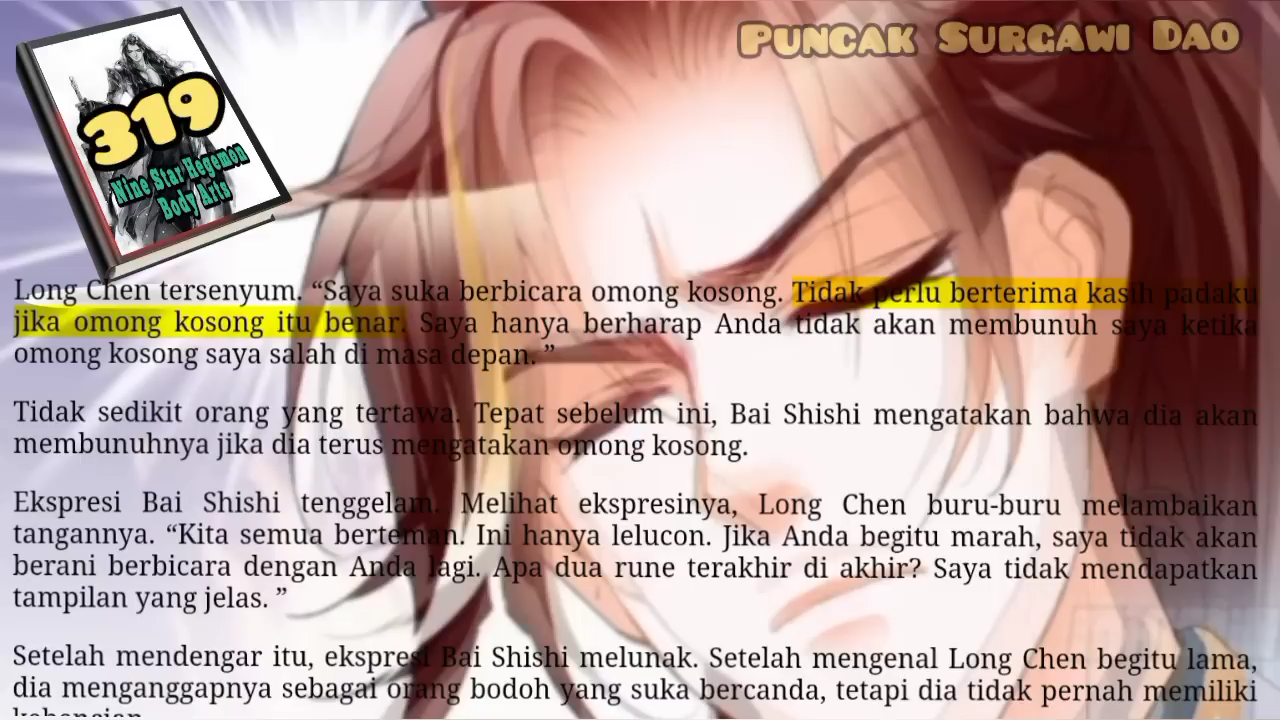 Puncak Surgawi Dao
319
Nine Star Hegemon
Body Arts
Long Chen tersenyum. “Saya suka berbicara omong kosong. Tidak perlu berterima kasih padaku
jika omong kosong itu benar. Saya hanya berharap Anda tidak akan membunuh saya ketika
omong kosong saya salah di masa depan. ”
Tidak sedikit orang yang tertawa. Tepat sebelum ini, Bai Shishi mengatakan bahwa dia akan
membunuhnya jika dia terus mengatakan omong kosong.
Ekspresi Bai Shishi tenggelam. Melihat ekspresinya, Long Chen buru-buru melambaikan
tangannya. “Kita semua berteman. Ini hanya lelucon. Jika Anda begitu marah, saya tidak akan
berani berbicara dengan Anda lagi. Apa dua rune terakhir di akhir? Saya tidak mendapatkan
tampilan yang jelas. ”
Setelah mendengar itu, ekspresi Bai Shishi melunak. Setelah mengenal Long Chen begitu lama,
dia menganggapnya sebagai orang bodoh yang suka bercanda, tetapi dia tidak pernah memiliki